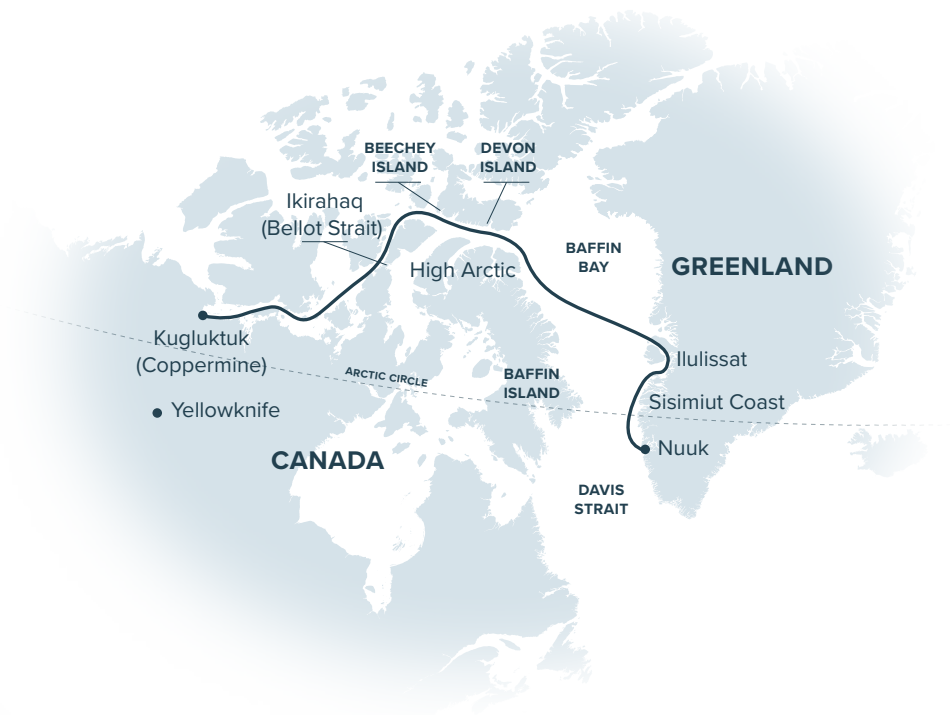 BEECHEY
ISLAND
DEVON
ISLAND
Ikirahaq
(Bellot Strait)
BAFFIN
BAY
High Arctic
GREENLAND
Kugluktuk
(Coppermine)
Ilulissat
ARCTIC CIRCLE
BAFFIN
ISLAND
Sisimiut Coast
Yellowknife
CANADA
Nuuk
DAVIS
STRAIT